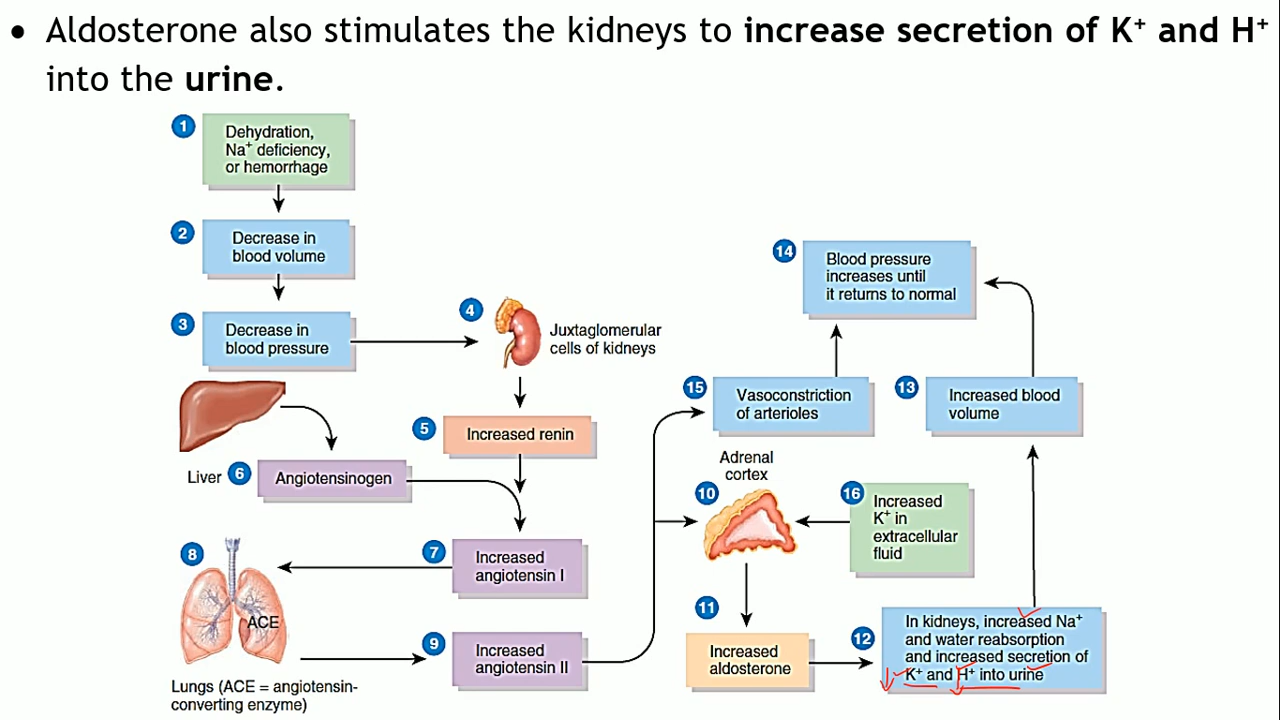 • Aldosterone also stimulates the kidneys to increase secretion of K⁺ and H⁺
into the urine.
1
Dehydration,
Na⁺ deficiency,
or hemorrhage
2
Decrease in
blood volume
3
Decrease in
blood pressure
4
Juxtaglomerular
cells of kidneys
5
Increased renin
Liver
6
Angiotensinogen
7
Increased
angiotensin I
8
ACE
Lungs (ACE = angiotensin-
converting enzyme)
9
Increased
angiotensin II
10
Adrenal
cortex
11
Increased
aldosterone
12
In kidneys, increased Na⁺
and water reabsorption
and increased secretion of
K⁺ and H⁺ into urine
13
Increased blood
volume
14
Blood pressure
increases until
it returns to normal
15
Vasoconstriction
of arterioles
16
Increased
K⁺ in
extracellular
fluid